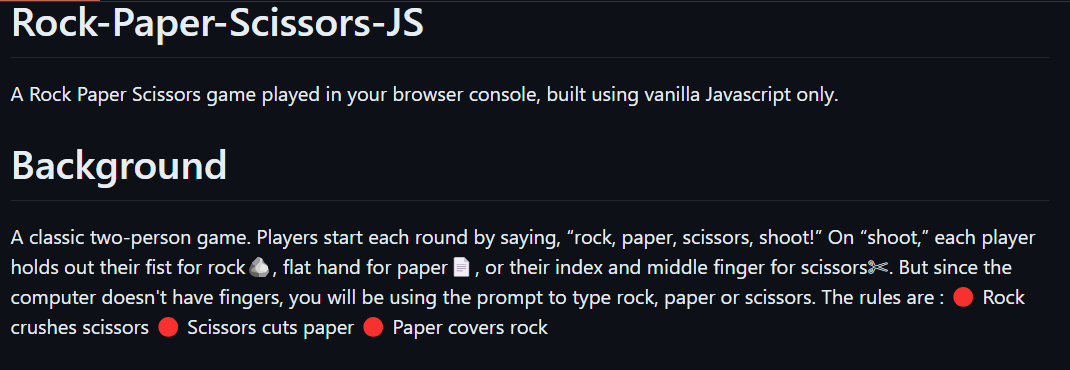 Rock-Paper-Scissors-JS
A Rock Paper Scissors game played in your browser console, built using vanilla Javascript only.
Background
A classic two-person game. Players start each round by saying, “rock, paper, scissors, shoot!” On “shoot,” each player
holds out their fist for rock🪨, flat hand for paper📄, or their index and middle finger for scissors✄. But since the
computer doesn't have fingers, you will be using the prompt to type rock, paper or scissors. The rules are : 🔴 Rock
crushes scissors 🔴 Scissors cuts paper 🔴 Paper covers rock